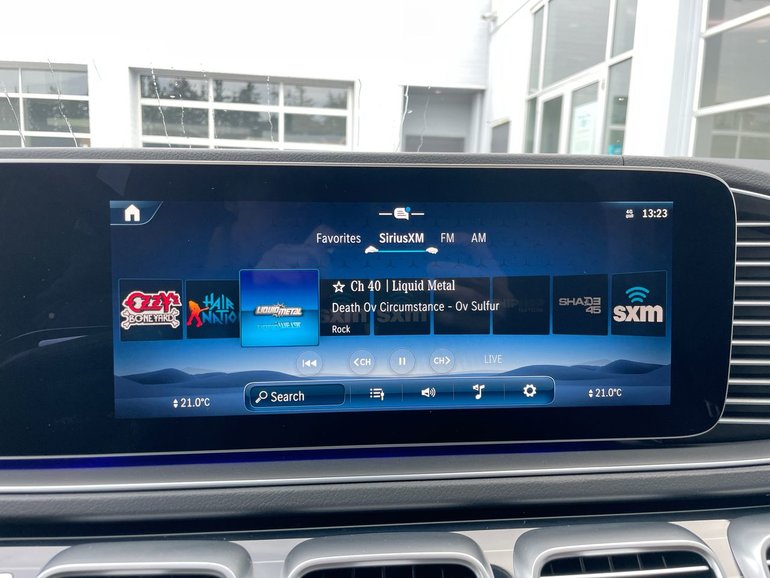 4G
13:23
Favorites SiriusXM FM AM
OZZY'S BONEYARD
HAIR NATION
LIQUID METAL
Ch 40 | Liquid Metal
Death Ov Circumstance - Ov Sulfur
Rock
SHADE 45
sxm
CH CH LIVE
21.0°C
Search
21.0°C